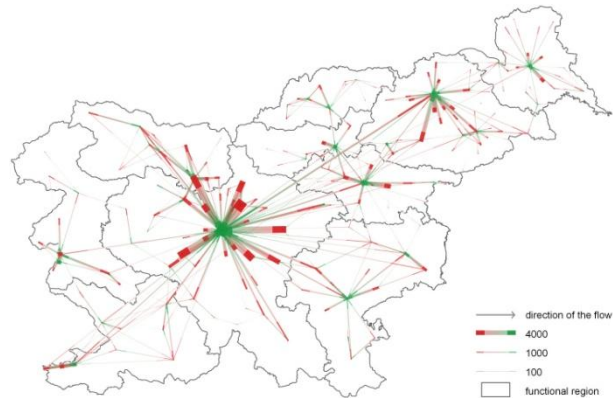 direction of the flow
4000
1000
100
functional region